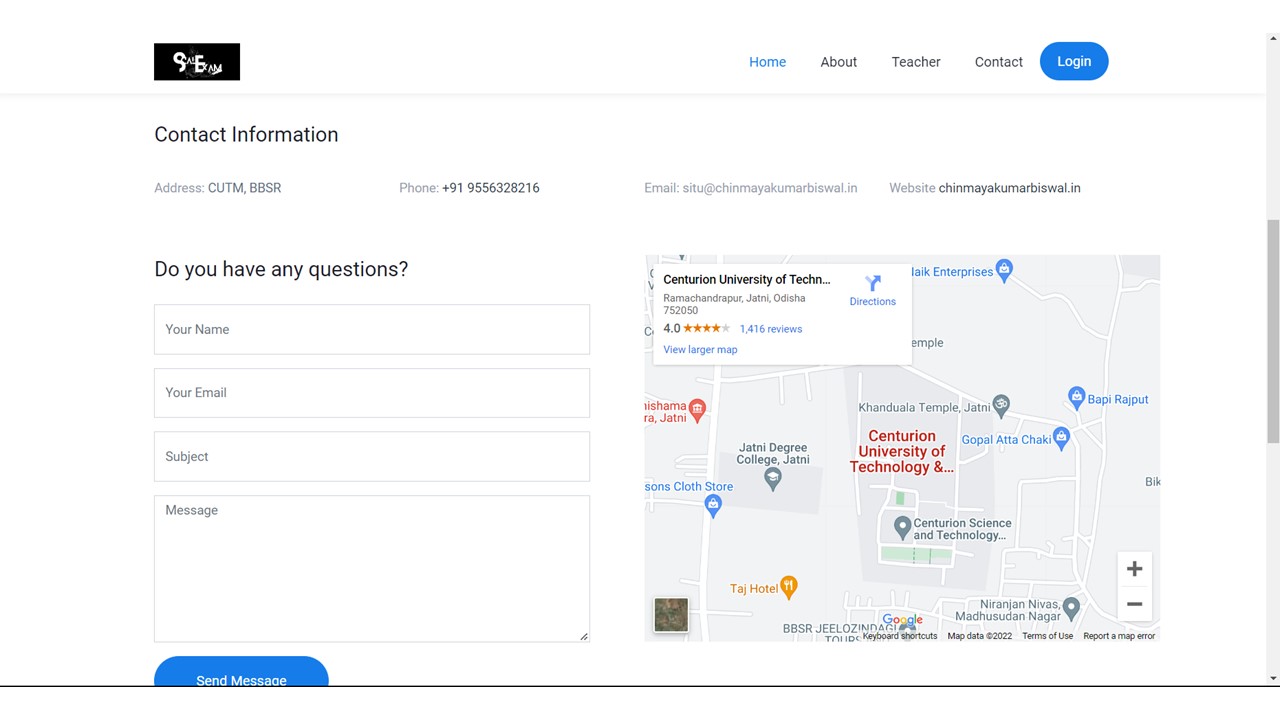 Home
About
Teacher
Contact
Login
Contact Information
Address: CUTM, BBSR
Phone: +91 9556328216
Email: situ@chinmayakumarbiswal.in
Website chinmayakumarbiswal.in
Do you have any questions?
Your Name
Your Email
Subject
Message
Send Message
Centurion University of Techn...
Ramachandrapur, Jatni, Odisha
752050
4.0
1,416 reviews
View larger map
Directions
Naik Enterprises
emple
Khanduala Temple, Jatni
Bapi Rajput
Gopal Atta Chaki
nishama
ra, Jatni
Jatni Degree
College, Jatni
Centurion
University of
Technology &...
sons Cloth Store
Bik
Centurion Science
and Technology...
Taj Hotel
Niranjan Nivas,
Madhusudan Nagar
BBSR JEELOZINDAGI
TOURS
Google
Keyboard shortcuts
Map data ©2022
Terms of Use
Report a map error